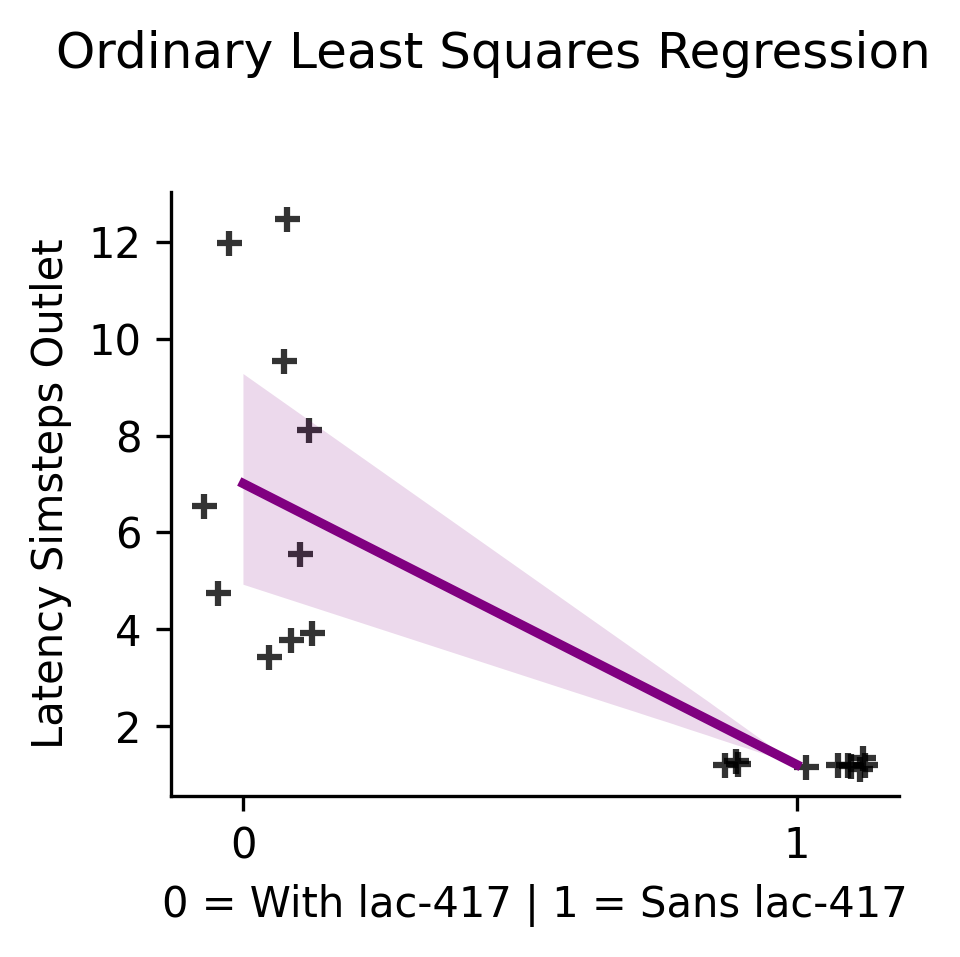 Ordinary Least Squares Regression
12
10
8
6
4
2
Latency Simsteps Outlet
0 1
0 = With lac-417 | 1 = Sans lac-417